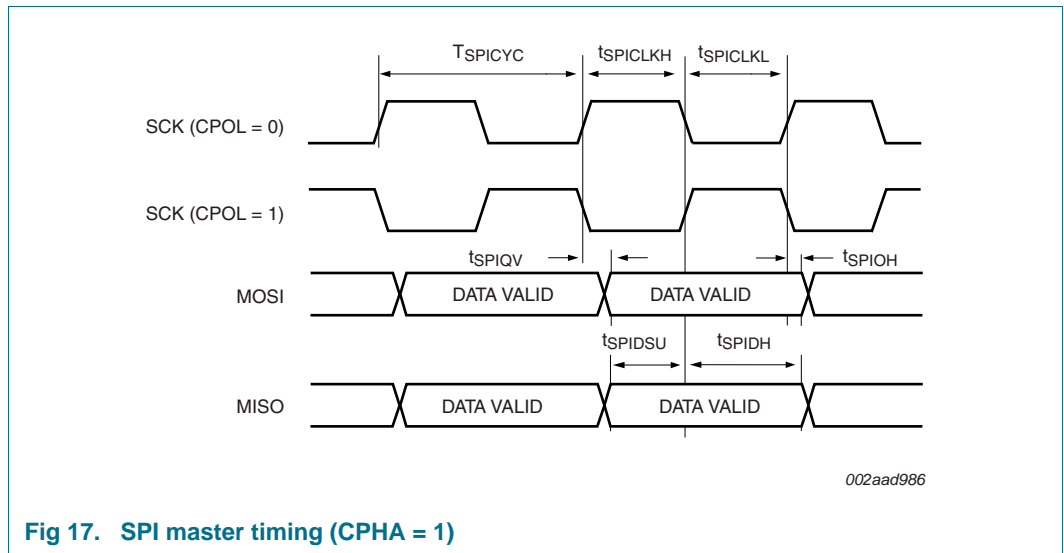 TSPICYC tSPICLKH tSPICLKL
SCK (CPOL = 0)
SCK (CPOL = 1)
tSPIQV tSPIOH
MOSI DATA VALID DATA VALID
tSPIDSU tSPIDH
MISO DATA VALID DATA VALID
002aad986
Fig 17. SPI master timing (CPHA = 1)